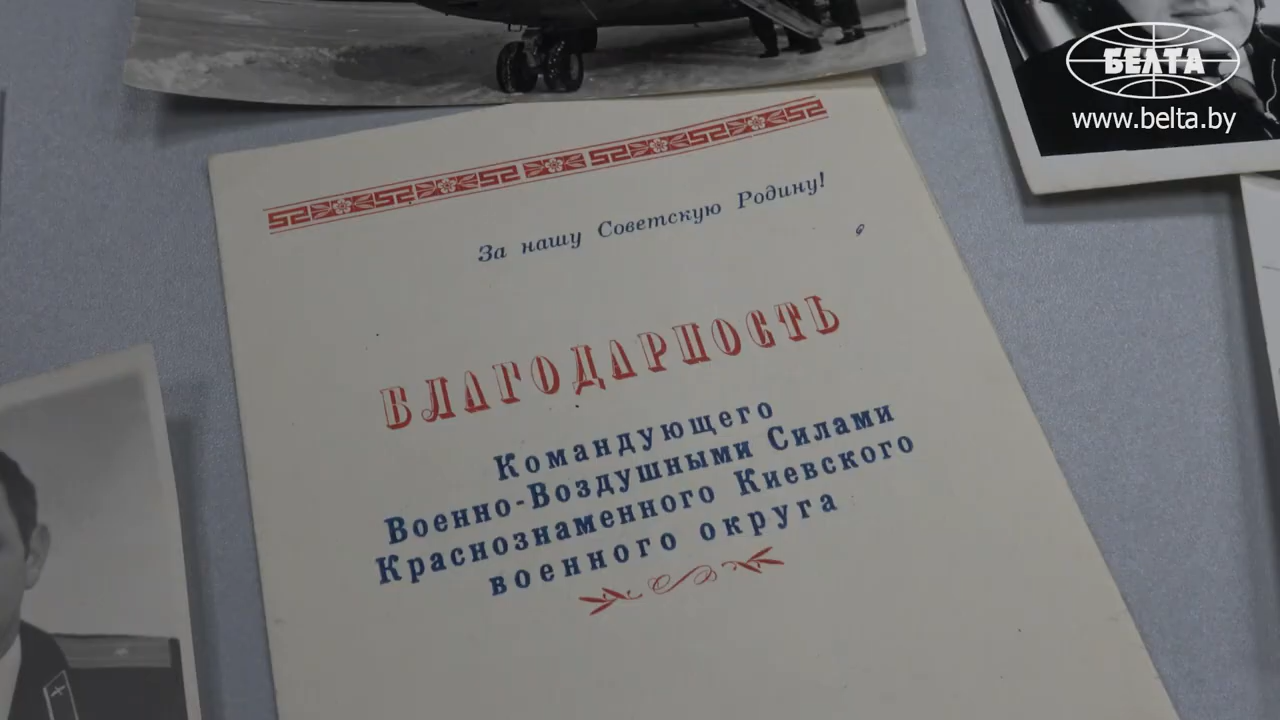 БЕЛТА
www.belta.by
За нашу Советскую Родину!
БЛАГОДАРНОСТЬ
Командующего
Военно-Воздушными Силами
Краснознаменного Киевского
военного округа